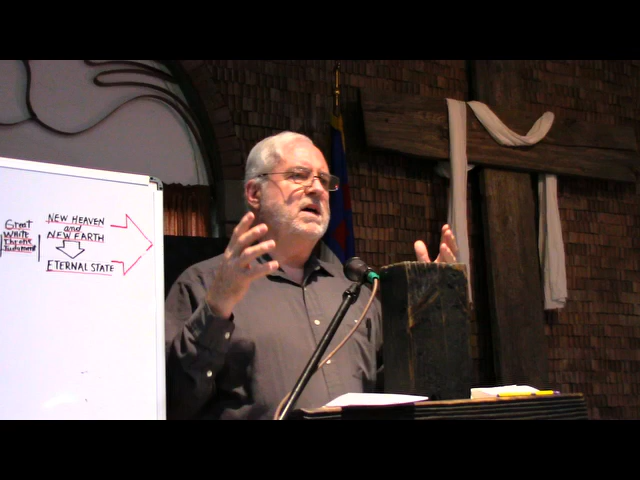 Great
White
Throne
Judgment
NEW HEAVEN
and
NEW EARTH
ETERNAL STATE